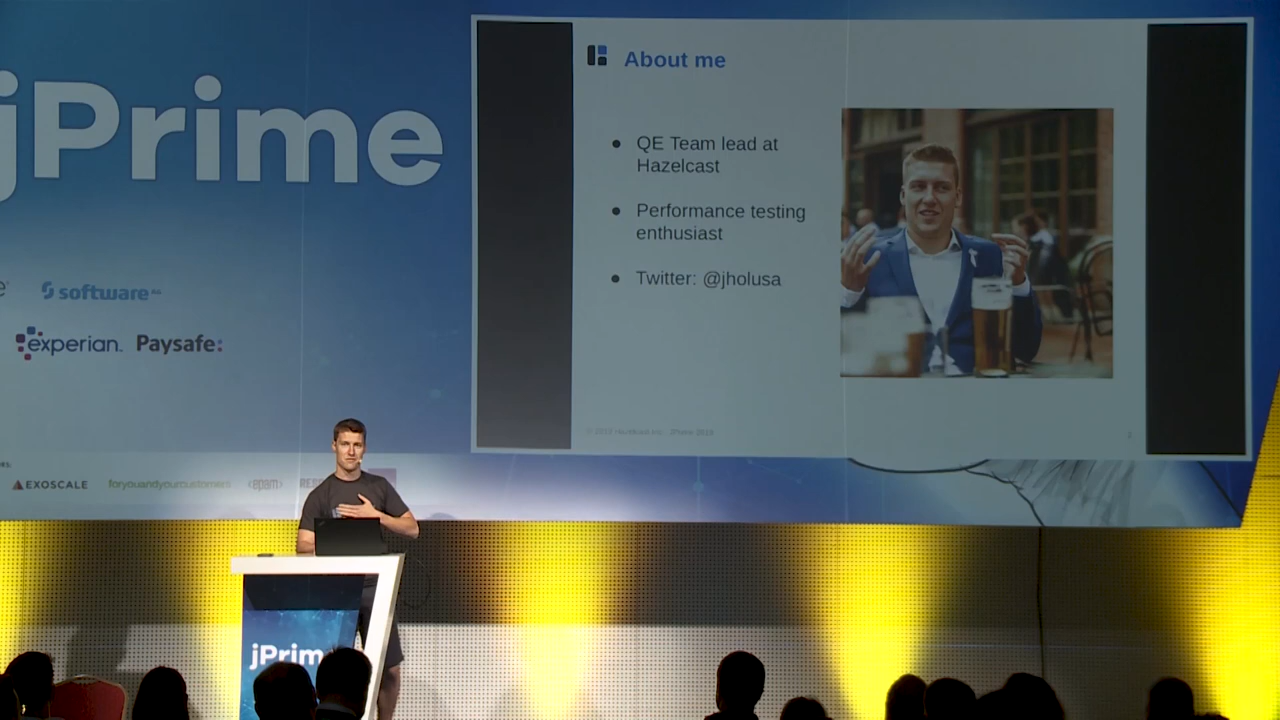 jPrime
software AG
experian.
Paysafe:
EXOSCALE
foryouandyourcustomers
<epam>
About me
QE Team lead at
Hazelcast
Performance testing
enthusiast
Twitter: @jholusa
jPrim